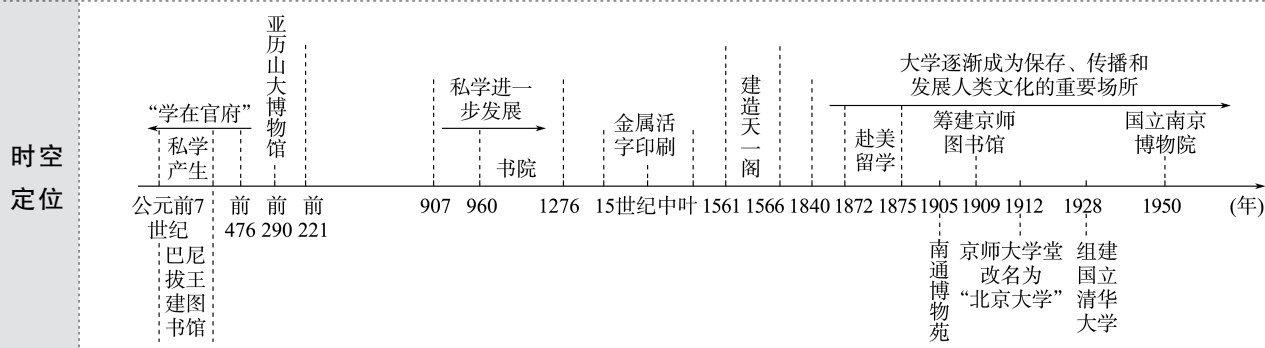 时空
定位
“学在官府”
私学
产生
亚历山大博物馆
私学进一
步发展
书院
金属活
字印刷
建造天一阁
大学逐渐成为保存、传播和
发展人类文化的重要场所
赴美
留学
筹建京师
图书馆
国立南京
博物院
公元前7
世纪
前
476
前
290
前
221
907
960
1276
15世纪中叶
1561
1566
1840
1872
1875
1905
1909
1912
1928
1950
(年)
巴尼
拔王
建图
书馆
南通博物苑
京师大学堂
改名为
“北京大学”
组建
国立
清华
大学